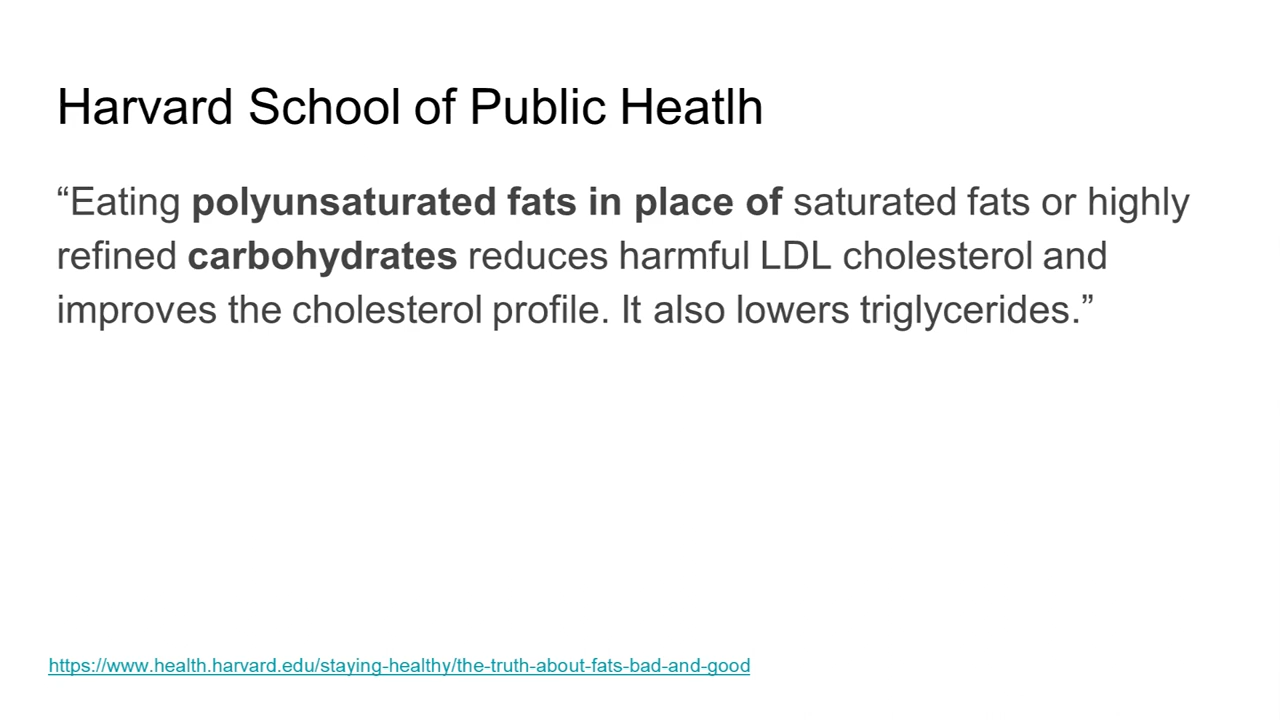 Harvard School of Public Heatlh
“Eating polyunsaturated fats in place of saturated fats or highly
refined carbohydrates reduces harmful LDL cholesterol and
improves the cholesterol profile. It also lowers triglycerides.”
https://www.health.harvard.edu/staying-healthy/the-truth-about-fats-bad-and-good